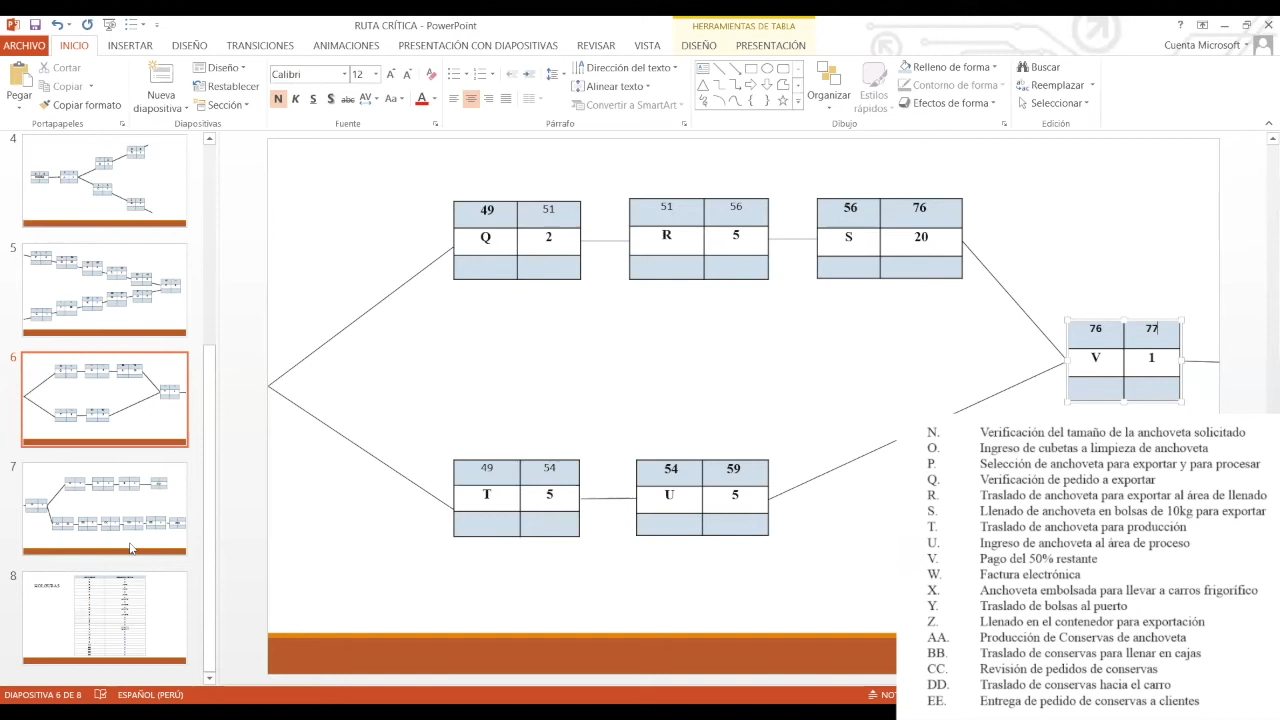 RUTA CRÍTICA - PowerPoint
HERRAMIENTAS DE TABLA
ARCHIVO INICIO INSERTAR DISEÑO TRANSICIONES ANIMACIONES PRESENTACIÓN CON DIAPOSITIVAS REVISAR VISTA DISEÑO PRESENTACIÓN Cuenta Microsoft
Pegar
Cortar
Copiar
Copiar formato
Portapapeles
Nueva diapositiva
Diseño
Restablecer
Sección
Diapositivas
Calibri 12
N K S abc AV Aa A
Fuente
Dirección del texto
Alinear texto
Convertir a SmartArt
Párrafo
Organizar
Estilos rápidos
Relleno de forma
Contorno de forma
Efectos de forma
Dibujo
Buscar
Reemplazar
Seleccionar
Edición
4
5
6
7
8
HOLGURAS
49 51
Q 2
51 56
R 5
56 76
S 20
76 77
V 1
49 54
T 5
54 59
U 5
N. Verificación del tamaño de la anchoveta solicitado
O. Ingreso de cubetas a limpieza de anchoveta
P. Selección de anchoveta para exportar y para procesar
Q. Verificación de pedido a exportar
R. Traslado de anchoveta para exportar al área de llenado
S. Llenado de anchoveta en bolsas de 10kg para exportar
T. Traslado de anchoveta para producción
U. Ingreso de anchoveta al área de proceso
V. Pago del 50% restante
W. Factura electrónica
X. Anchoveta embolsada para llevar a carros frigorífico
Y. Traslado de bolsas al puerto
Z. Llenado en el contenedor para exportación
AA. Producción de Conservas de anchoveta
BB. Traslado de conservas para llenar en cajas
CC. Revisión de pedidos de conservas
DD. Traslado de conservas hacia el carro
EE. Entrega de pedido de conservas a clientes
DIAPOSITIVA 6 DE 8 ESPAÑOL (PERÚ) NO